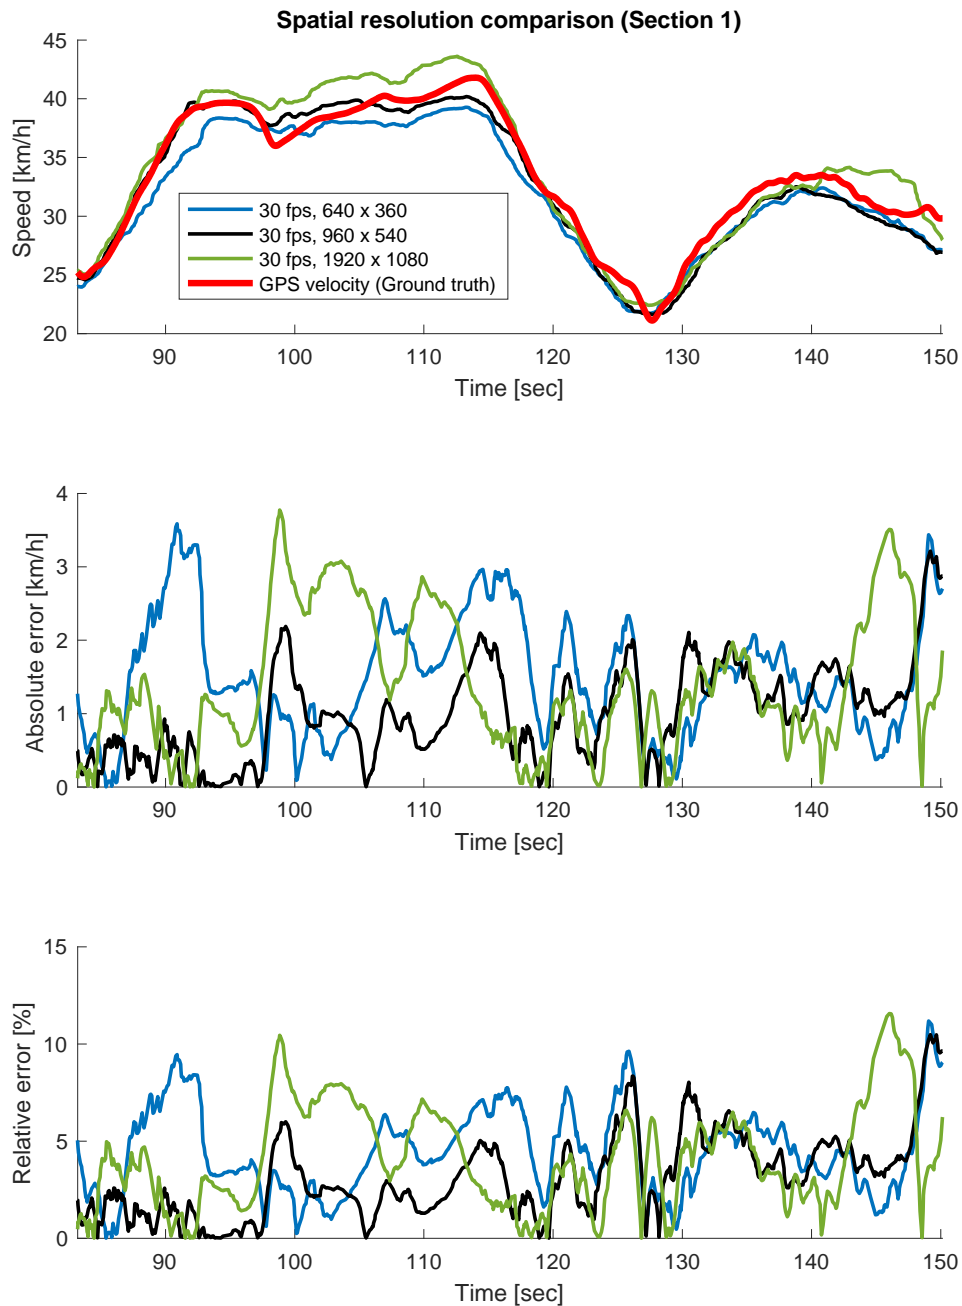 Spatial resolution comparison (Section 1)
45
40
35
30
25
20
Speed [km/h]
30 fps, 640 x 360
30 fps, 960 x 540
30 fps, 1920 x 1080
GPS velocity (Ground truth)
90 100 110 120 130 140 150
Time [sec]
4
3
2
1
0
Absolute error [km/h]
90 100 110 120 130 140 150
Time [sec]
15
10
5
0
Relative error [%]
90 100 110 120 130 140 150
Time [sec]